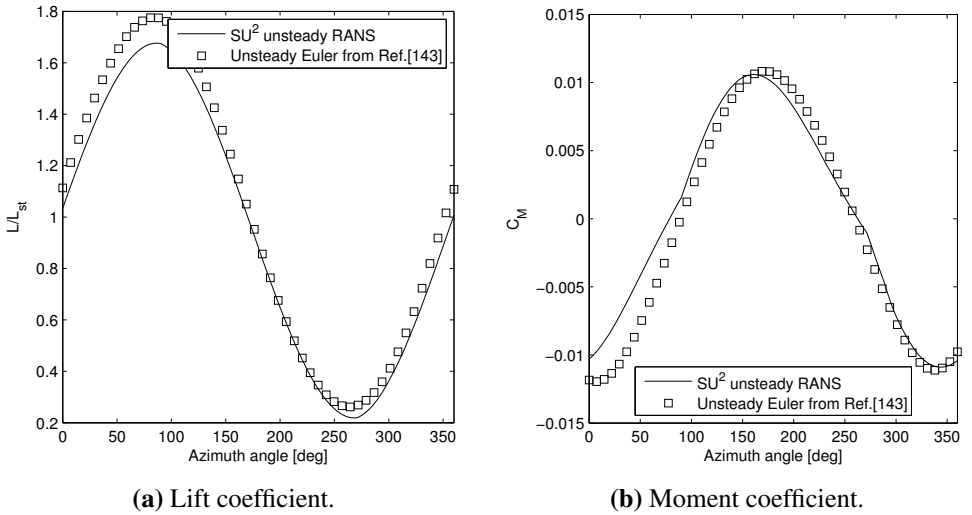 1.8
1.6
1.4
1.2
1
0.8
0.6
0.4
0.2
0 50 100 150 200 250 300 350
L/Lst
Azimuth angle [deg]
SU² unsteady RANS
Unsteady Euler from Ref.[143]
(a) Lift coefficient.
0.015
0.01
0.005
0
−0.005
−0.01
−0.015
0 50 100 150 200 250 300 350
CM
Azimuth angle [deg]
SU² unsteady RANS
Unsteady Euler from Ref.[143]
(b) Moment coefficient.